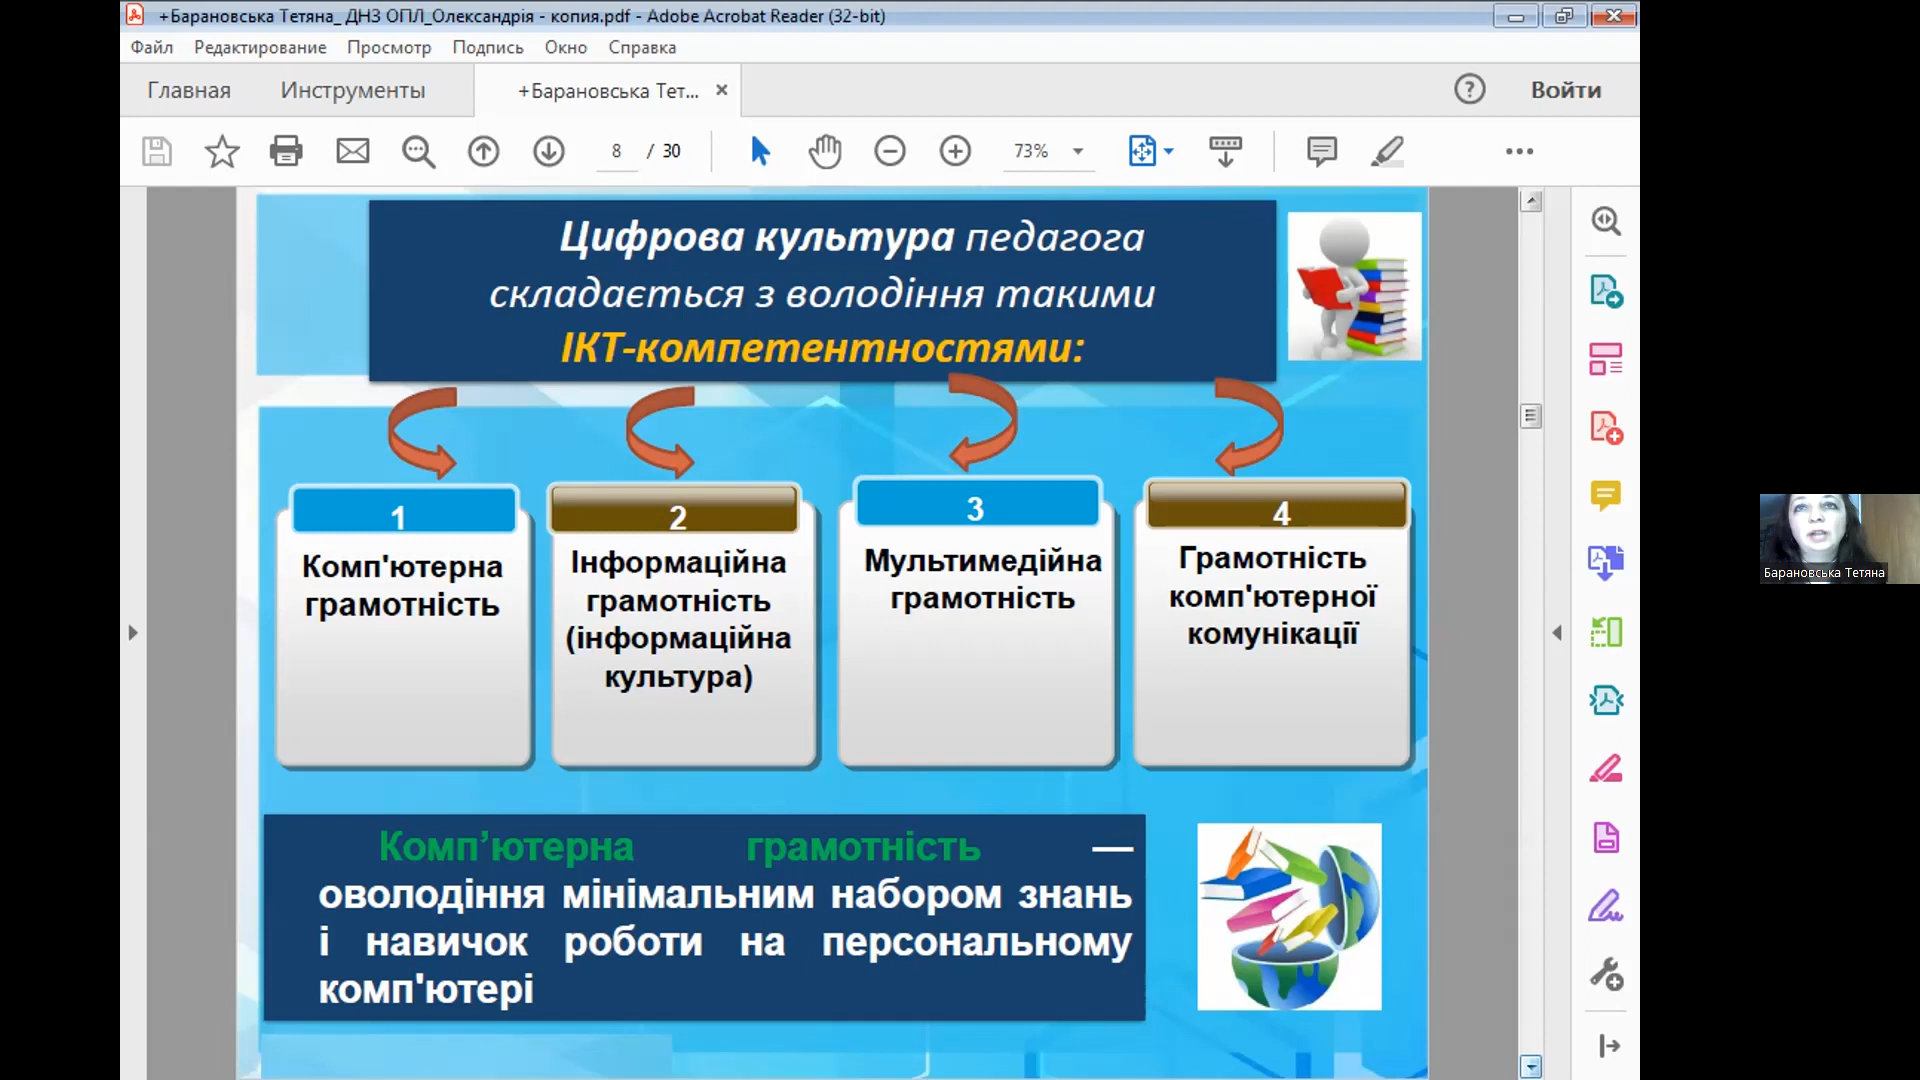 +Барановська Тетяна_ ДНЗ ОПЛ_Олександрія - копия.pdf - Adobe Acrobat Reader (32-bit)
Файл Редактирование Просмотр Подпись Окно Справка
Главная Инструменты +Барановська Тет... Войти
8 / 30 73%
Цифрова культура педагога
складається з володіння такими
ІКТ-компетентностями:
1
Комп'ютерна
грамотність
2
Інформаційна
грамотність
(інформаційна
культура)
3
Мультимедійна
грамотність
4
Грамотність
комп'ютерної
комунікації
Комп’ютерна грамотність —
оволодіння мінімальним набором знань
і навичок роботи на персональному
комп'ютері
Барановська Тетяна